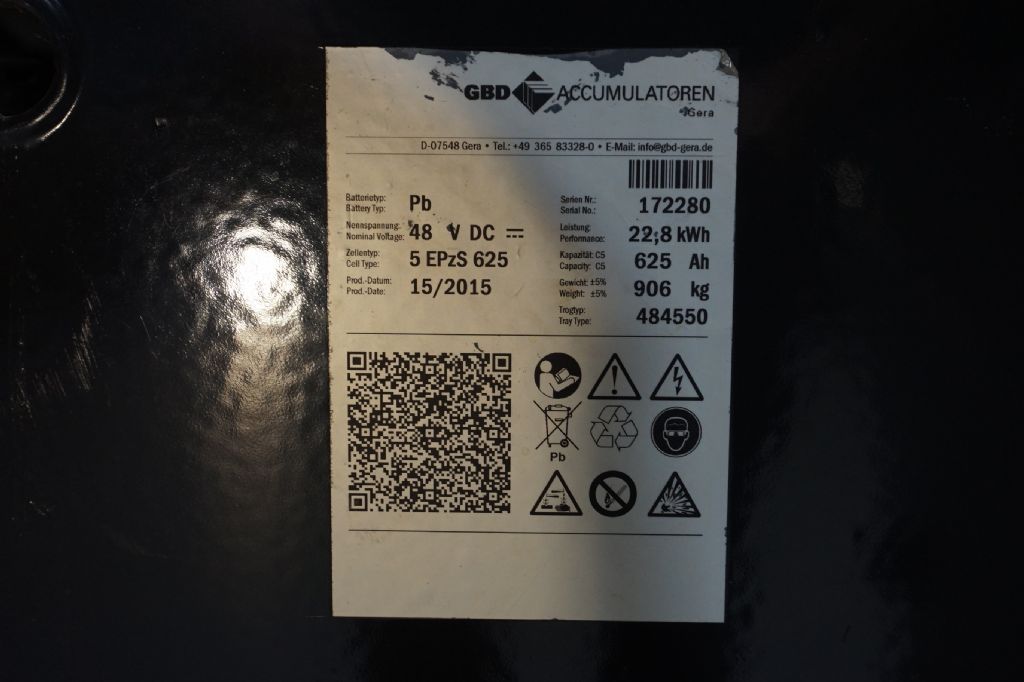 GBD ACCUMULATOREN
Gera
D-07548 Gera • Tel.: +49 365 83328-0 • E-Mail: info@gbd-gera.de
Batterietyp:
Battery Typ:
Pb
Serien Nr.:
Serial No.:
172280
Nennspannung:
Nominal Voltage:
48 V DC
Leistung:
Performance:
22,8 kWh
Zellentyp:
Cell Type:
5 EPzS 625
Kapazität: C5
Capacity: C5
625 Ah
Prod.-Datum:
Prod.-Date:
15/2015
Gewicht: ±5%
Weight: ±5%
906 kg
Trogtyp:
Tray Type:
484550
Pb